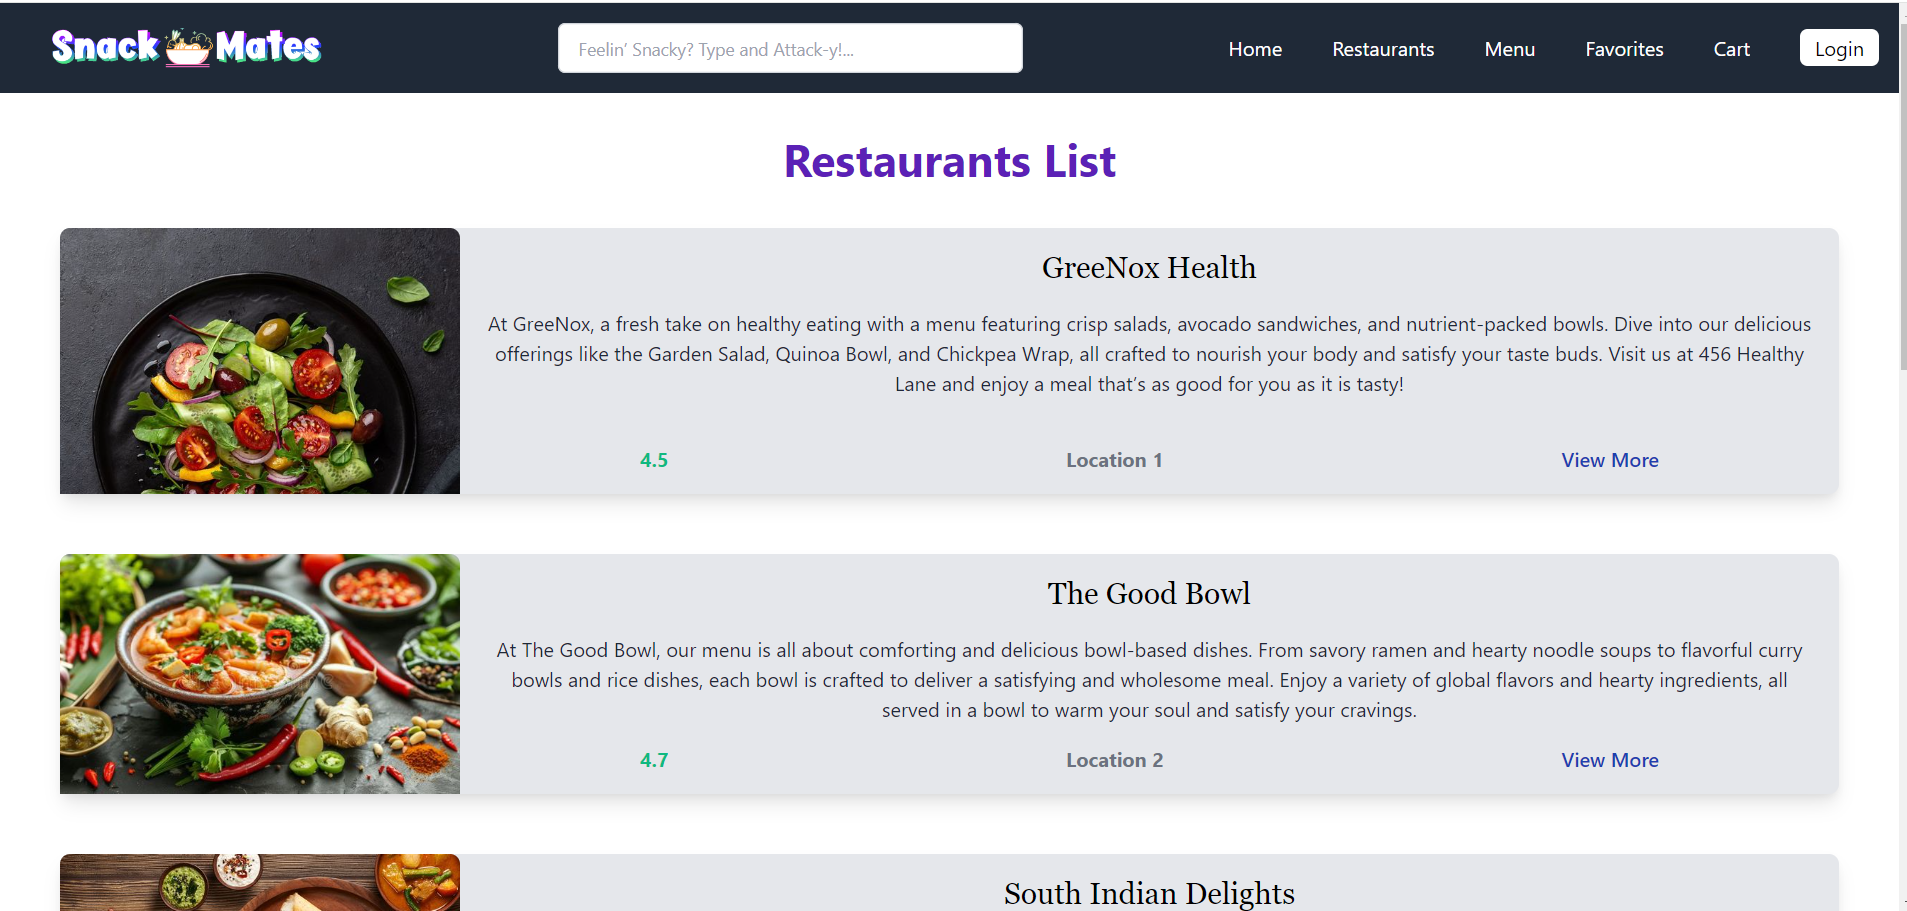 Snack Mates
Feelin’ Snacky? Type and Attack-y!...
Home
Restaurants
Menu
Favorites
Cart
Login
Restaurants List
GreeNox Health
At GreeNox, a fresh take on healthy eating with a menu featuring crisp salads, avocado sandwiches, and nutrient-packed bowls. Dive into our delicious
offerings like the Garden Salad, Quinoa Bowl, and Chickpea Wrap, all crafted to nourish your body and satisfy your taste buds. Visit us at 456 Healthy
Lane and enjoy a meal that’s as good for you as it is tasty!
4.5
Location 1
View More
The Good Bowl
At The Good Bowl, our menu is all about comforting and delicious bowl-based dishes. From savory ramen and hearty noodle soups to flavorful curry
bowls and rice dishes, each bowl is crafted to deliver a satisfying and wholesome meal. Enjoy a variety of global flavors and hearty ingredients, all
served in a bowl to warm your soul and satisfy your cravings.
4.7
Location 2
View More
South Indian Delights